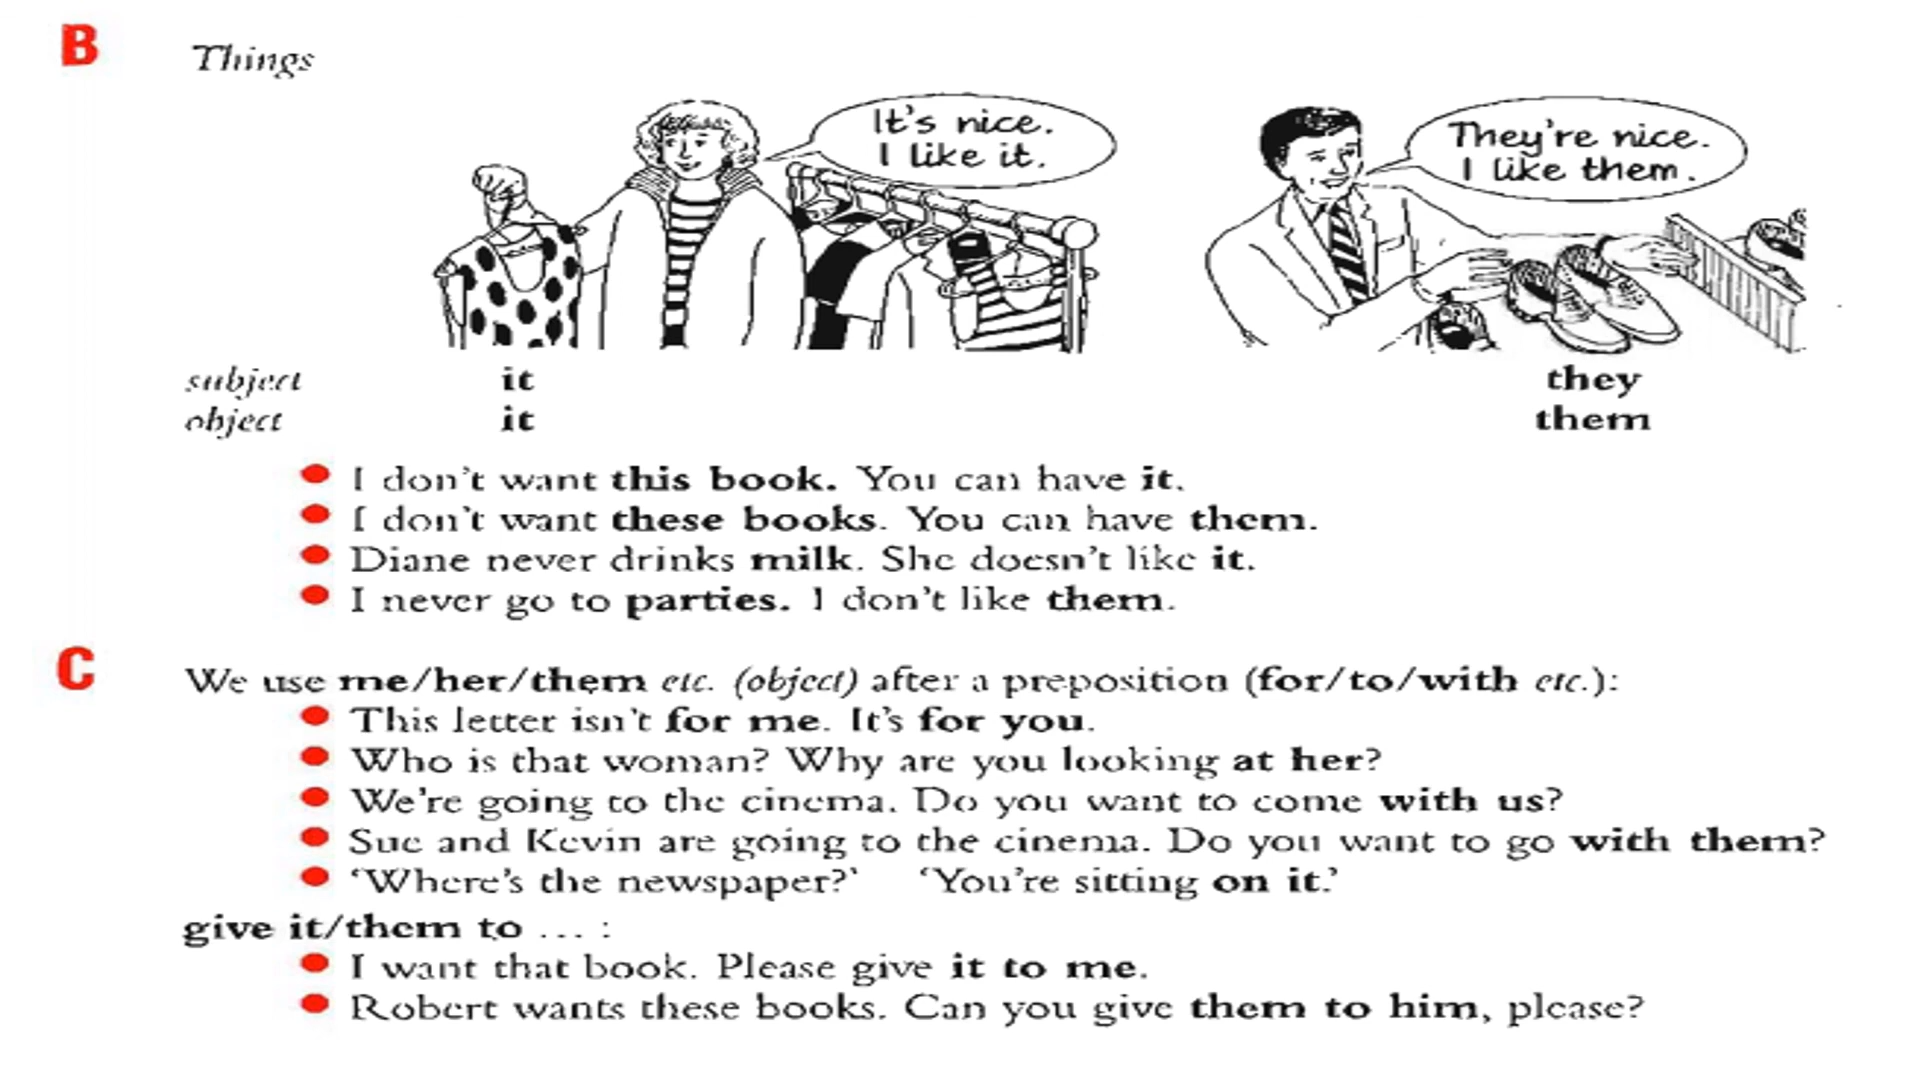 B
Things
It's nice.
I like it.
They're nice.
I like them.
subject it they
object it them
I don't want this book. You can have it.
I don't want these books. You can have them.
Diane never drinks milk. She doesn't like it.
I never go to parties. I don't like them.
C
We use me/her/them etc. (object) after a preposition (for/to/with etc.):
This letter isn't for me. It's for you.
Who is that woman? Why are you looking at her?
We're going to the cinema. Do you want to come with us?
Sue and Kevin are going to the cinema. Do you want to go with them?
'Where's the newspaper?' 'You're sitting on it.'
give it/them to ... :
I want that book. Please give it to me.
Robert wants these books. Can you give them to him, please?